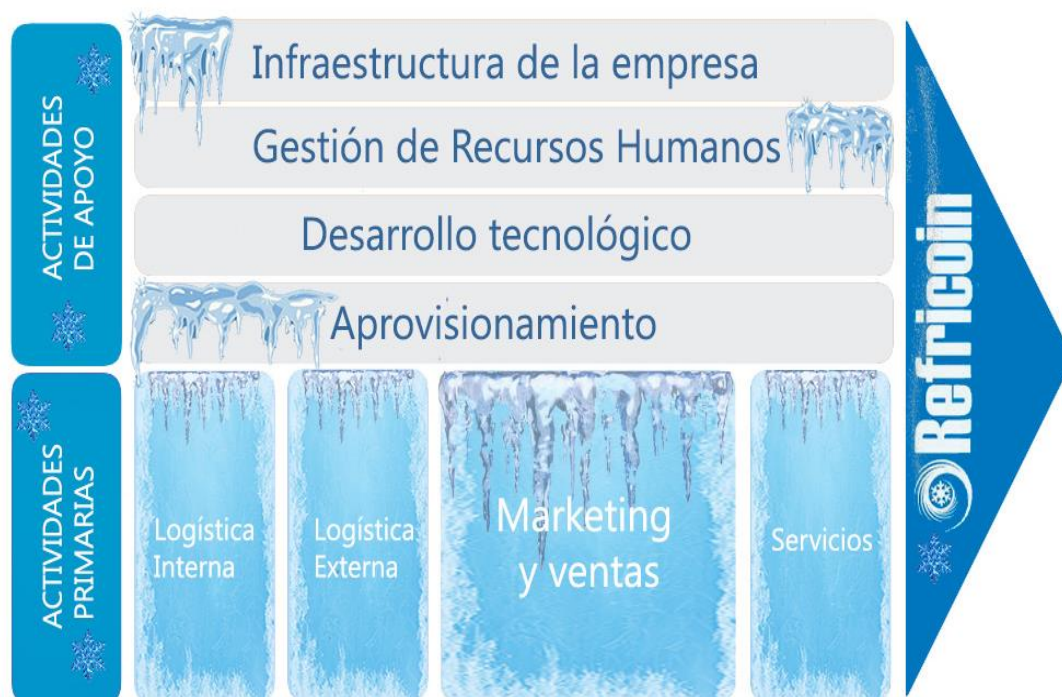 ACTIVIDADES
DE APOYO
Infraestructura de la empresa
Gestión de Recursos Humanos
Desarrollo tecnológico
Aprovisionamiento
ACTIVIDADES
PRIMARIAS
Logística
Interna
Logística
Externa
Marketing
y ventas
Servicios
Refricoin